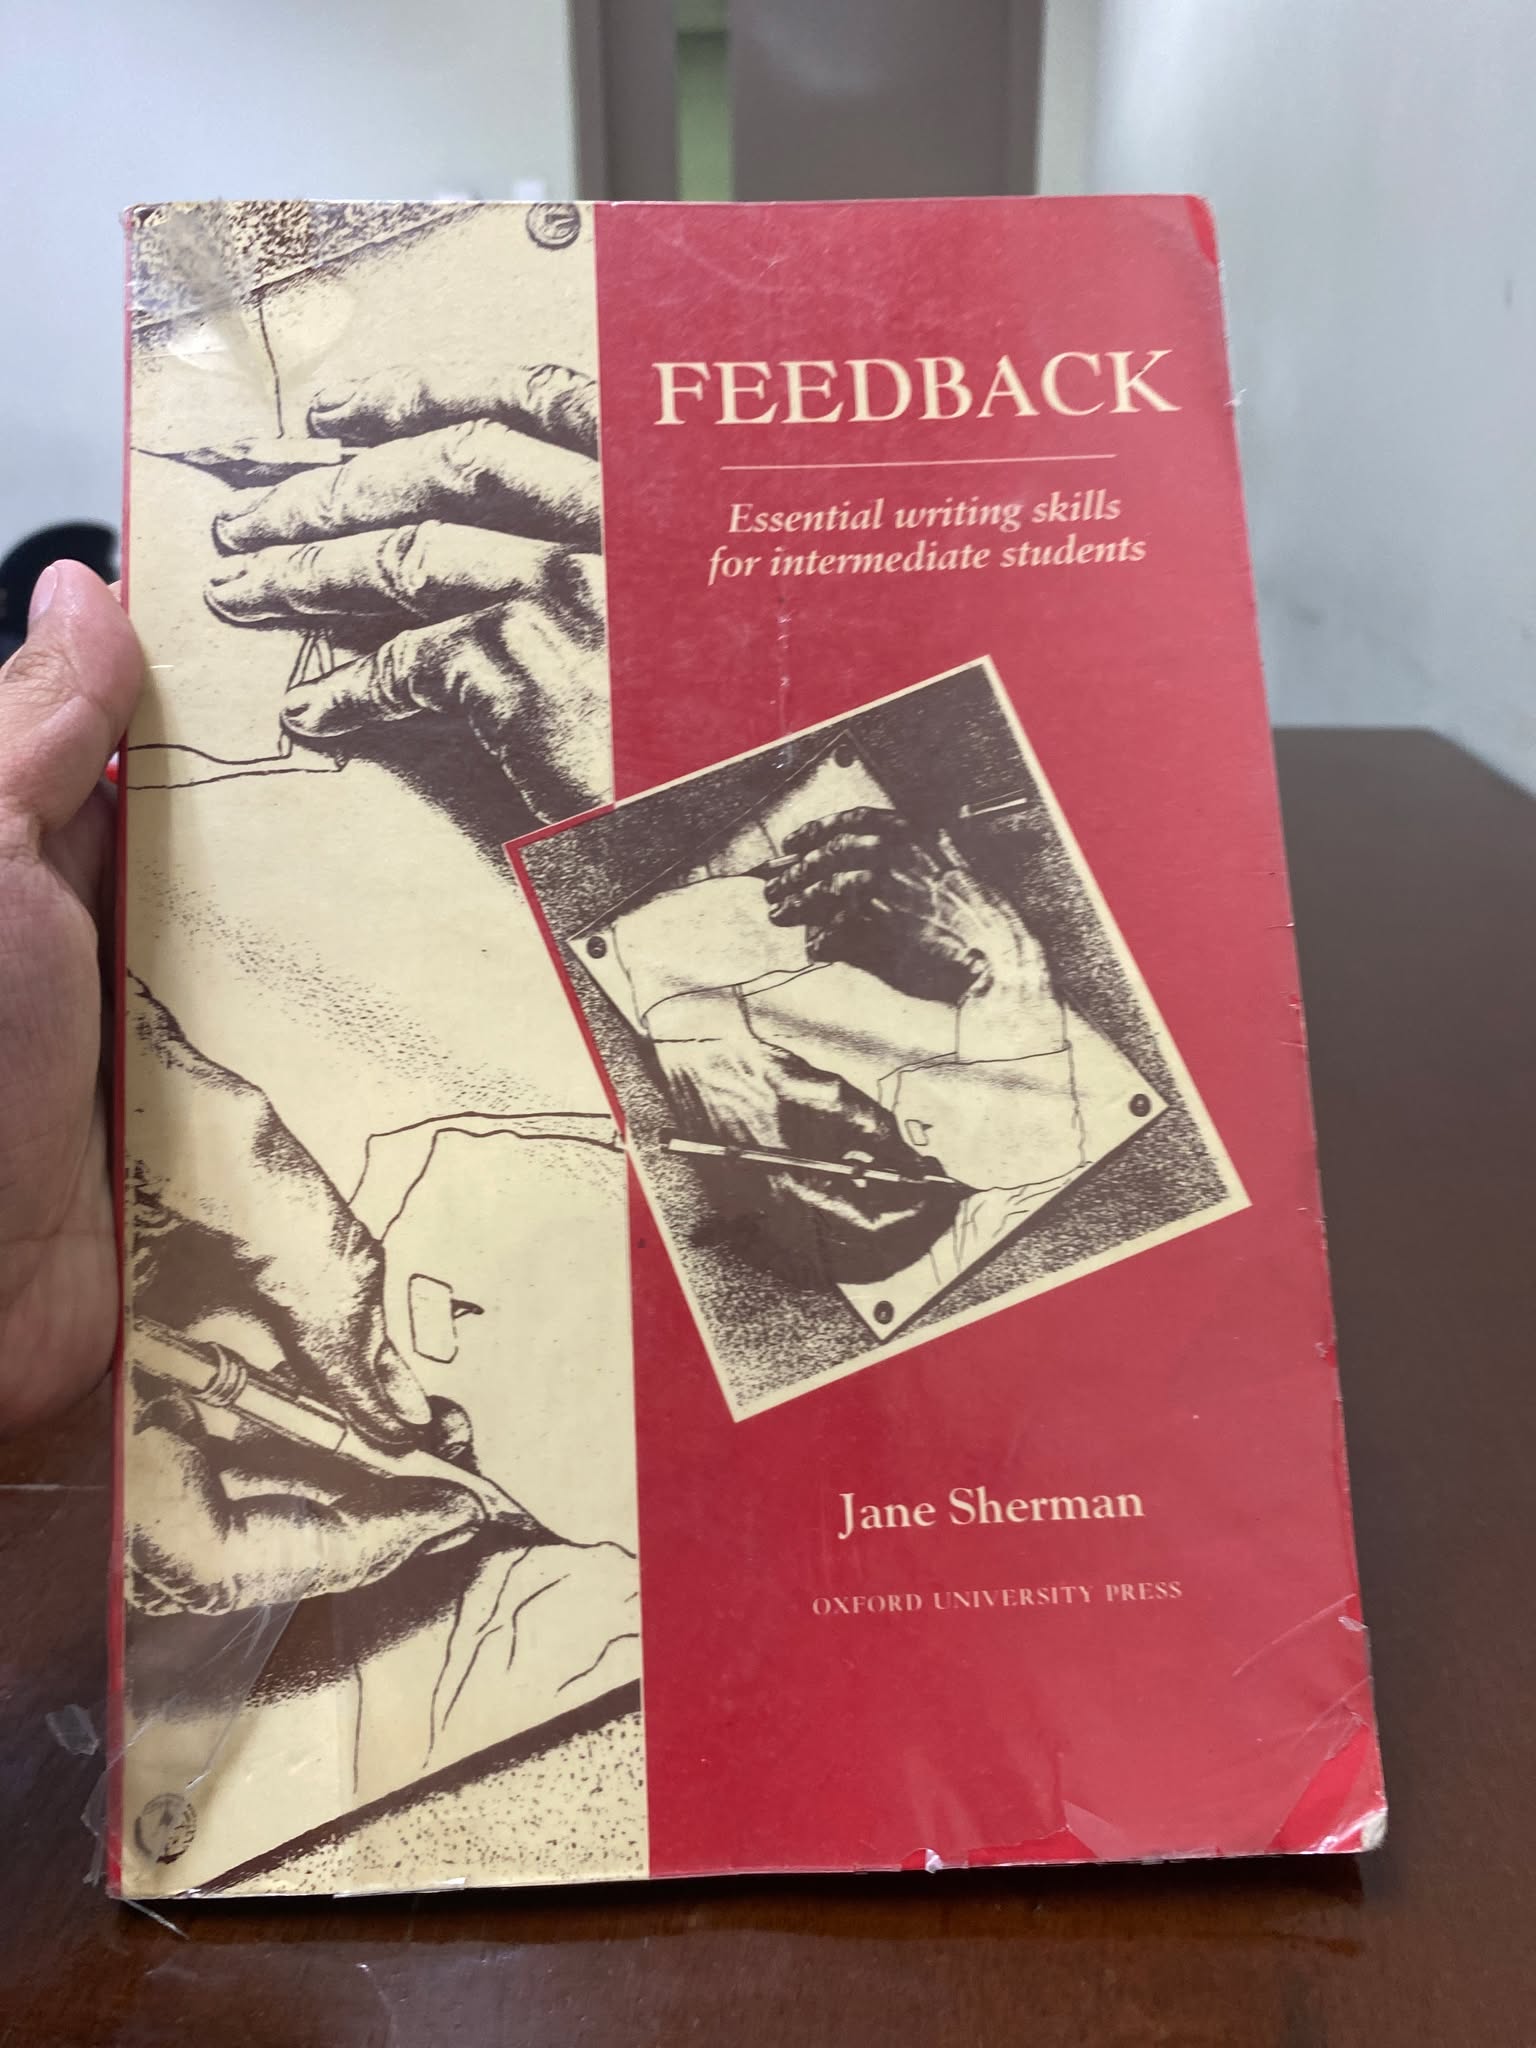 FEEDBACK
Essential writing skills
for intermediate students
Jane Sherman
OXFORD UNIVERSITY PRESS